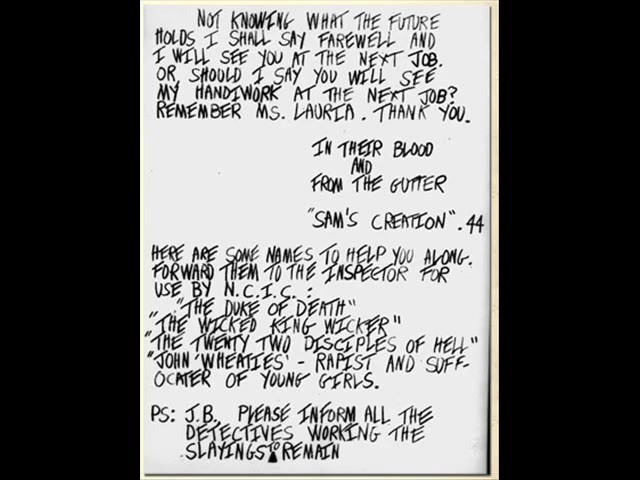 NOT KNOWING WHAT THE FUTURE
HOLDS I SHALL SAY FAREWELL AND
I WILL SEE YOU AT THE NEXT JOB.
OR SHOULD I SAY YOU WILL SEE
MY HANDIWORK AT THE NEXT JOB?
REMEMBER MS. LAURIA. THANK YOU.
IN THEIR BLOOD
AND
FROM THE GUTTER
"SAM'S CREATION" .44
HERE ARE SOME NAMES TO HELP YOU ALONG.
FORWARD THEM TO THE INSPECTOR FOR
USE BY N.C.I.C. :
"THE DUKE OF DEATH"
"THE WICKED KING WICKER"
"THE TWENTY TWO DISCIPLES OF HELL"
"JOHN 'WHEATIES' - RAPIST AND SUFF-
OCATER OF YOUNG GIRLS.
PS: J.B. PLEASE INFORM ALL THE
DETECTIVES WORKING THE
SLAYINGS TO REMAIN